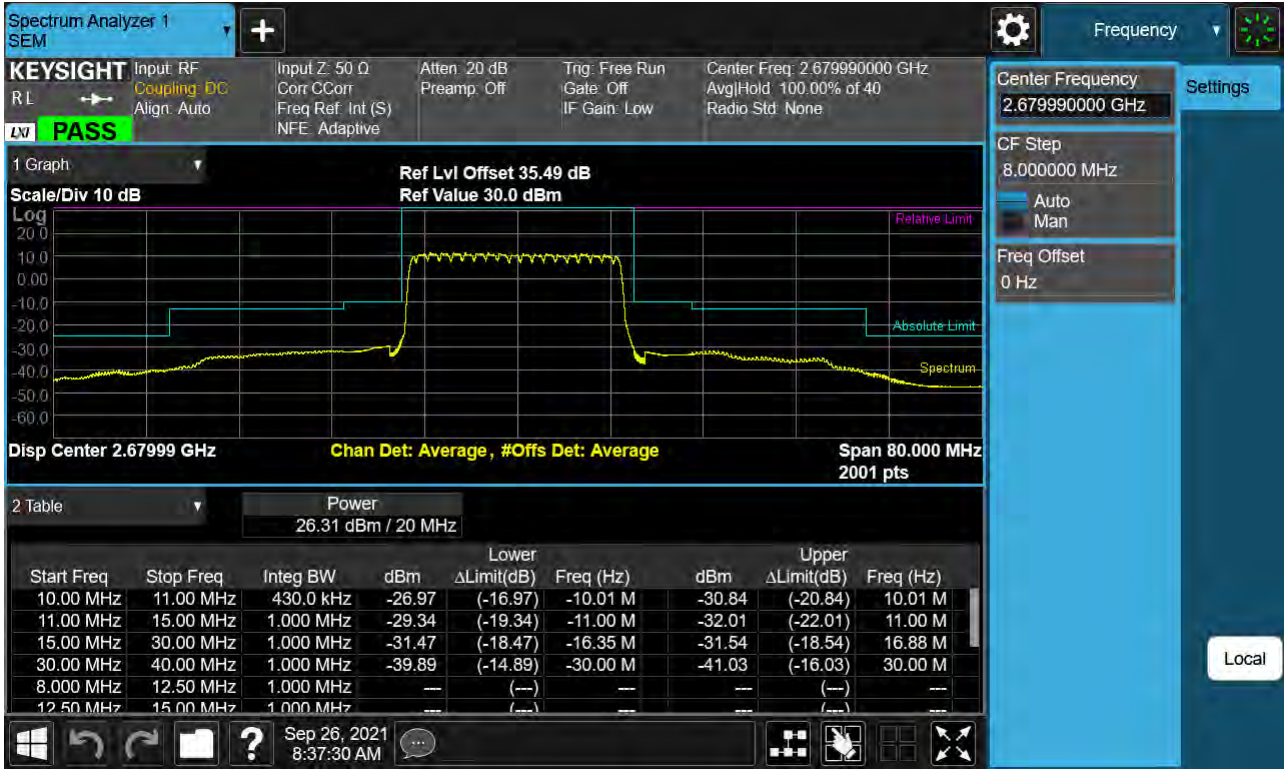 Spectrum Analyzer 1
SEM
Frequency
KEYSIGHT
R L
LXI PASS
Input: RF
Coupling: DC
Align: Auto
Input Z: 50 Ω
Corr CCorr
Freq Ref: Int (S)
NFE: Adaptive
Atten: 20 dB
Preamp: Off
Trig: Free Run
Gate: Off
IF Gain: Low
Center Freq: 2.679990000 GHz
Avg|Hold: 100.00% of 40
Radio Std: None
Center Frequency
2.679990000 GHz
Settings
CF Step
8.000000 MHz
Auto
Man
Freq Offset
0 Hz
1 Graph
Ref Lvl Offset 35.49 dB
Scale/Div 10 dB
Ref Value 30.0 dBm
Log
Relative Limit
20.0
10.0
0.00
-10.0
-20.0
Absolute Limit
-30.0
-40.0
Spectrum
-50.0
-60.0
Disp Center 2.67999 GHz
Chan Det: Average , #Offs Det: Average
Span 80.000 MHz
2001 pts
2 Table
Power
26.31 dBm / 20 MHz
Lower Upper
Start Freq Stop Freq Integ BW dBm ΔLimit(dB) Freq (Hz) dBm ΔLimit(dB) Freq (Hz)
10.00 MHz 11.00 MHz 430.0 kHz -26.97 (-16.97) -10.01 M -30.84 (-20.84) 10.01 M
11.00 MHz 15.00 MHz 1.000 MHz -29.34 (-19.34) -11.00 M -32.01 (-22.01) 11.00 M
15.00 MHz 30.00 MHz 1.000 MHz -31.47 (-18.47) -16.35 M -31.54 (-18.54) 16.88 M
30.00 MHz 40.00 MHz 1.000 MHz -39.89 (-14.89) -30.00 M -41.03 (-16.03) 30.00 M
8.000 MHz 12.50 MHz 1.000 MHz --- (---) --- --- (---) ---
12.50 MHz 15.00 MHz 1.000 MHz --- (---) --- --- (---) ---
Local
?
Sep 26, 2021
8:37:30 AM